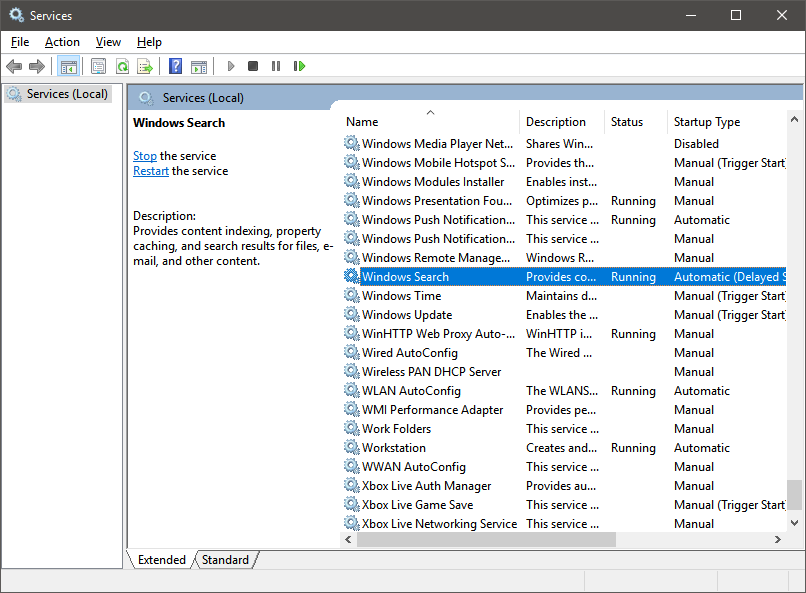 Services
File Action View Help
Services (Local)
Services (Local)
Windows Search
Stop the service
Restart the service
Description:
Provides content indexing, property
caching, and search results for files, e-
mail, and other content.
Name Description Status Startup Type
Windows Media Player Net... Shares Win... Disabled
Windows Mobile Hotspot S... Provides th... Manual (Trigger Start
Windows Modules Installer Enables inst... Manual
Windows Presentation Fou... Optimizes p... Running Manual
Windows Push Notification... This service ... Running Automatic
Windows Push Notification... This service ... Manual
Windows Remote Manage... Windows R... Manual
Windows Search Provides co... Running Automatic (Delayed S
Windows Time Maintains d... Manual (Trigger Start
Windows Update Enables the ... Manual (Trigger Start
WinHTTP Web Proxy Auto-... WinHTTP i... Running Manual
Wired AutoConfig The Wired ... Manual
Wireless PAN DHCP Server Manual
WLAN AutoConfig The WLANS... Running Automatic
WMI Performance Adapter Provides pe... Manual
Work Folders This service ... Manual
Workstation Creates and... Running Automatic
WWAN AutoConfig This service ... Manual
Xbox Live Auth Manager Provides au... Manual
Xbox Live Game Save This service ... Manual (Trigger Start
Xbox Live Networking Service This service ... Manual
Extended Standard